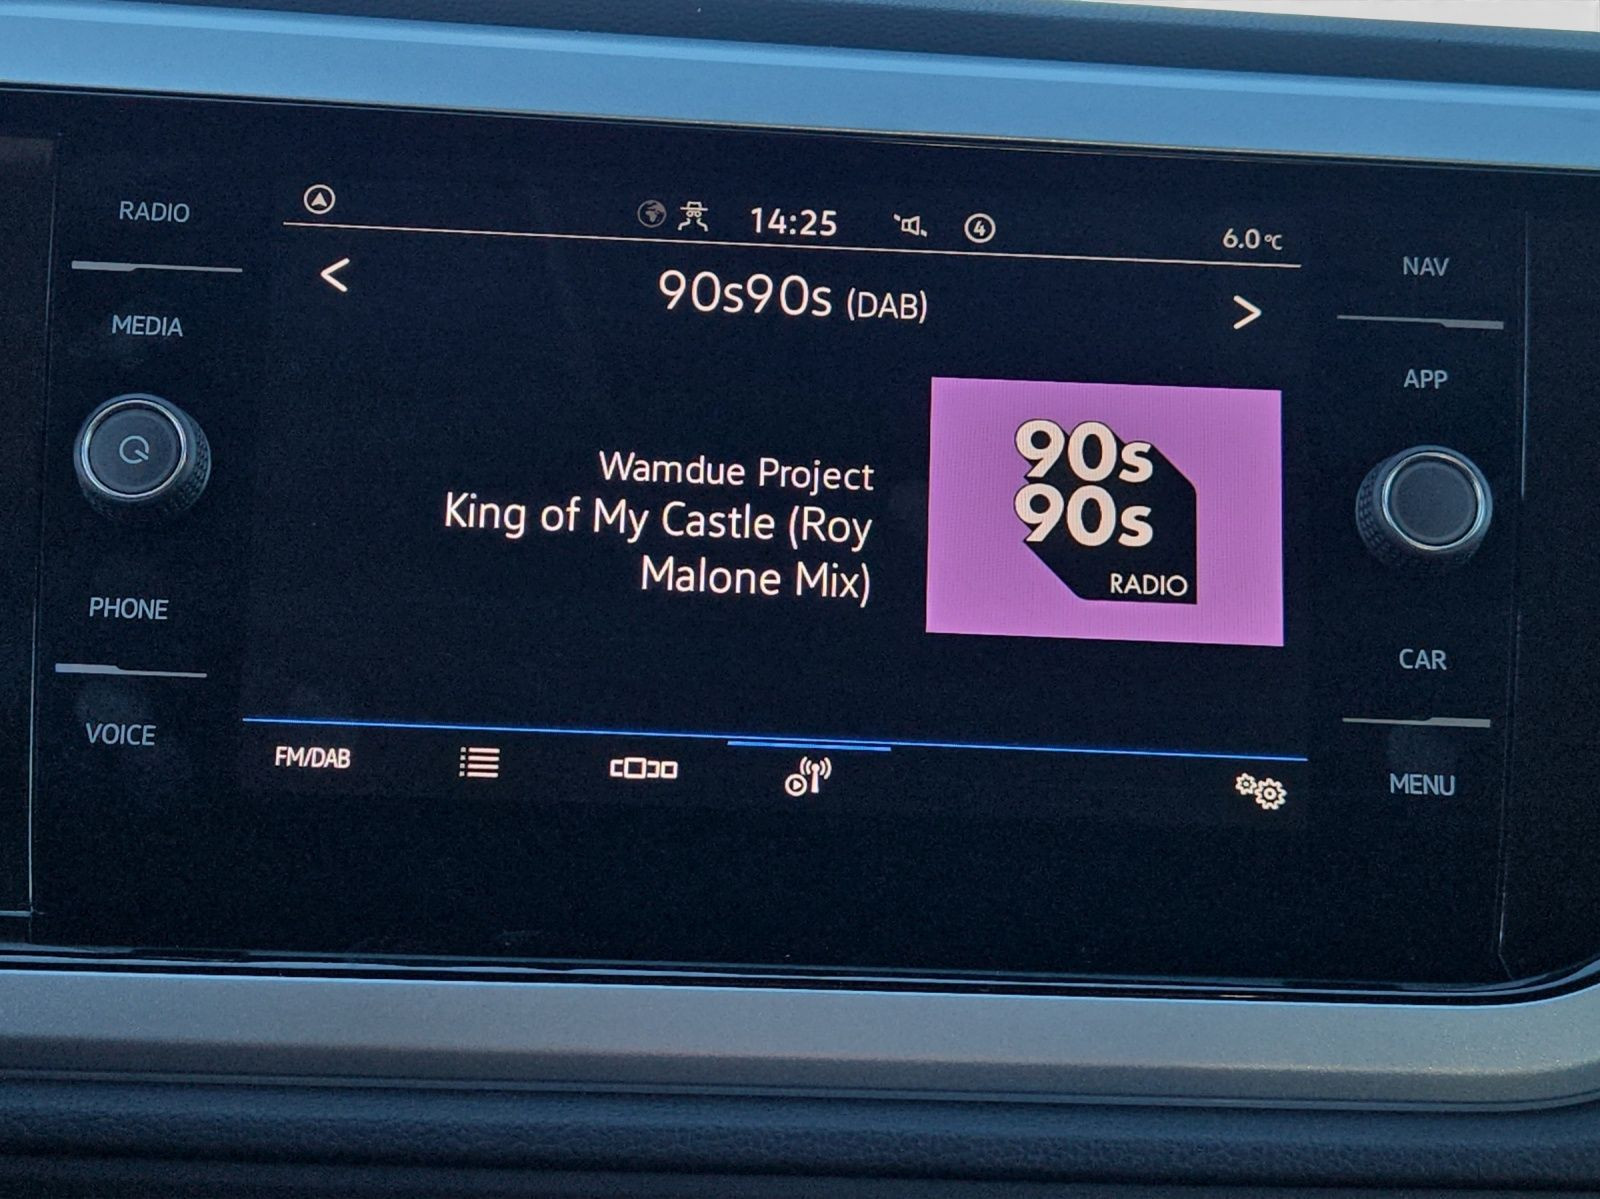 RADIO
MEDIA
PHONE
VOICE
14:25
4
6.0°C
< 90s90s (DAB) >
Wamdue Project
King of My Castle (Roy
Malone Mix)
90s
90s
RADIO
FM/DAB
NAV
APP
CAR
MENU